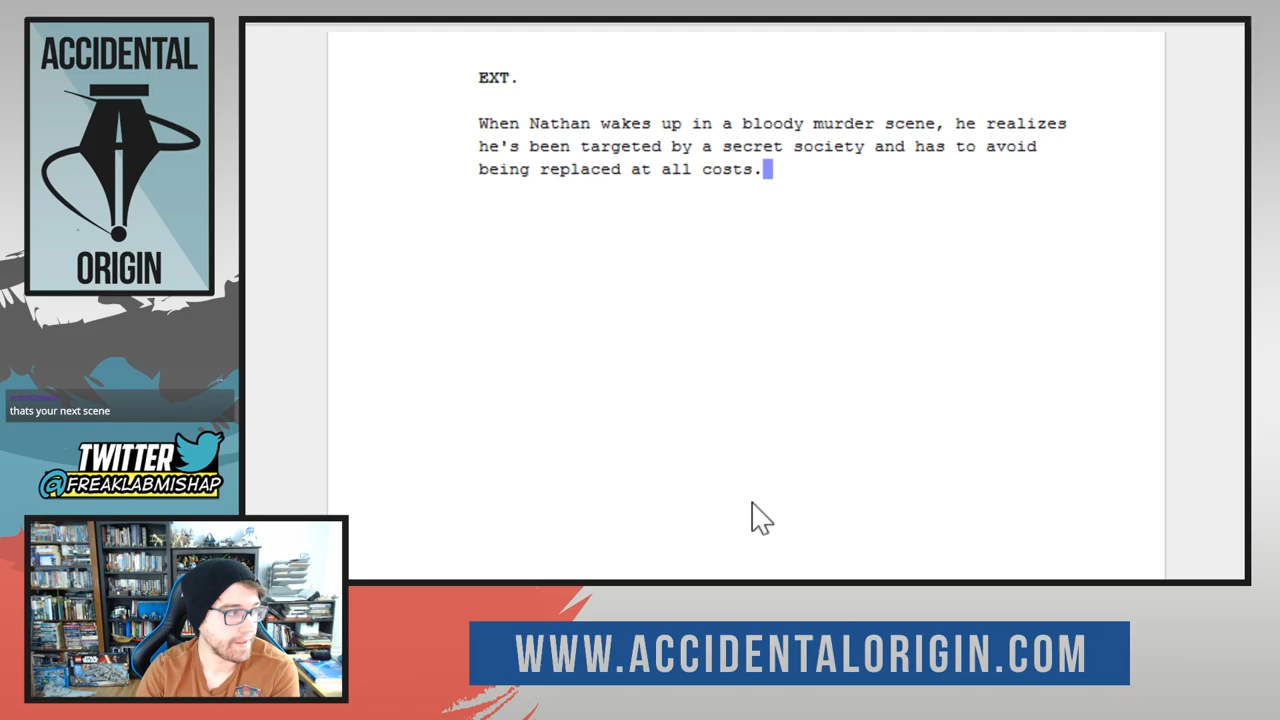 ACCIDENTAL
ORIGIN
EXT.
When Nathan wakes up in a bloody murder scene, he realizes
he's been targeted by a secret society and has to avoid
being replaced at all costs.
thats your next scene
TWITTER
@FREAKLABMISHAP
WWW.ACCIDENTALORIGIN.COM